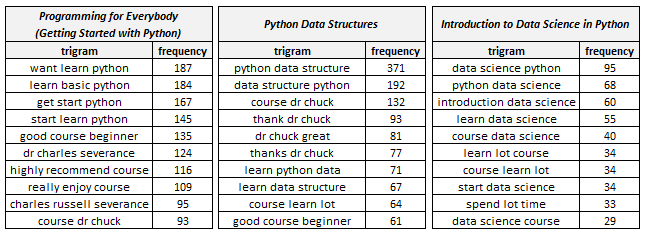 Programming for Everybody
(Getting Started with Python)
trigram frequency
want learn python 187
learn basic python 184
get start python 167
start learn python 145
good course beginner 135
dr charles severance 124
highly recommend course 116
really enjoy course 109
charles russell severance 95
course dr chuck 93
Python Data Structures
trigram frequency
python data structure 371
data structure python 192
course dr chuck 132
thank dr chuck 93
dr chuck great 81
thanks dr chuck 77
learn python data 71
learn data structure 67
course learn lot 64
good course beginner 61
Introduction to Data Science in Python
trigram frequency
data science python 95
python data science 68
introduction data science 60
learn data science 55
course data science 40
learn lot course 34
course learn lot 34
start data science 34
spend lot time 33
data science course 29